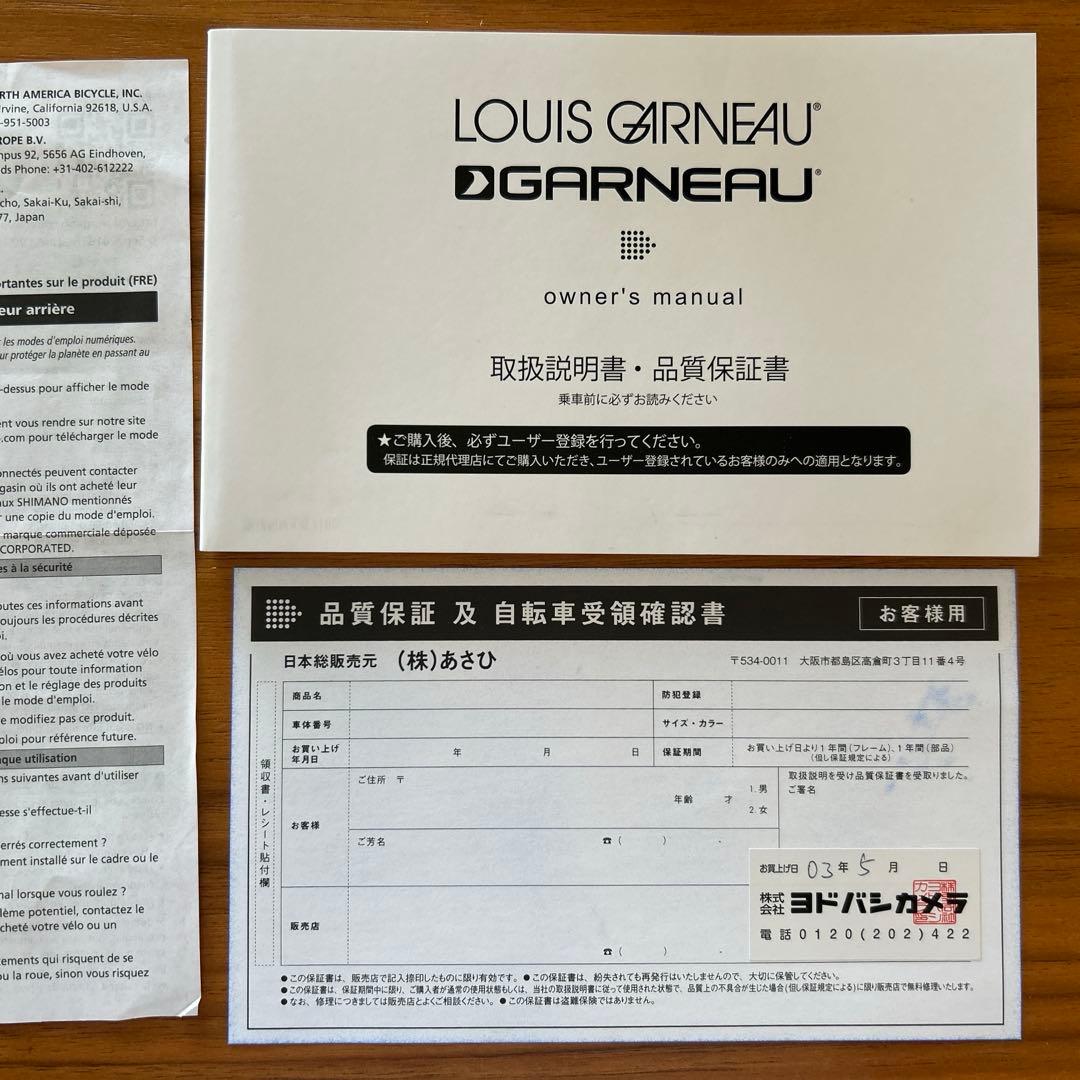 RTH AMERICA BICYCLE, INC.
Irvine, California 92618, U.S.A.
-951-5003
ROPE B.V.
npus 92, 5656 AG Eindhoven,
ds Phone: +31-402-612222
cho, Sakai-Ku, Sakai-shi,
77, Japan
ortantes sur le produit (FRE)
eur arrière
les modes d'emploi numériques.
ur protéger la planète en passant au
-dessus pour afficher le mode
ent vous rendre sur notre site
.com pour télécharger le mode
onnectés peuvent contacter
gasin où ils ont acheté leur
aux SHIMANO mentionnés
r une copie du mode d'emploi.
marque commerciale déposée
CORPORATED.
es à la sécurité
outes ces informations avant
oujours les procédures décrites
oi.
où vous avez acheté votre vélo
élos pour toute information
on et le réglage des produits
le mode d'emploi.
e modifiez pas ce produit.
ploi pour référence future.
aque utilisation
ns suivantes avant d'utiliser
esse s'effectue-t-il
errés correctement ?
ment installé sur le cadre ou le
mal lorsque vous roulez ?
lème potentiel, contactez le
cheté votre vélo ou un
cements qui risquent de se
ou la roue, sinon vous risquez
LOUIS GARNEAU®
GARNEAU®
owner's manual
取扱説明書・品質保証書
乗車前に必ずお読みください
★ご購入後、必ずユーザー登録を行ってください。
保証は正規代理店にてご購入いただき、ユーザー登録されているお客様のみへの適用となります。
品質保証 及 自転車受領確認書 お客様用
日本総販売元 (株)あさひ 〒534-0011 大阪市都島区高倉町3丁目11番4号
領収書・レシート貼付欄
商品名 防犯登録
車体番号 サイズ・カラー
お買い上げ年月日 年 月 日 保証期間 お買い上げ日より1年間(フレーム)、1年間(部品)
(但し保証規定による)
お客様 ご住所 〒 年齢 才 1.男
2.女
取扱説明を受け品質保証書を受取りました。
ご署名
ご芳名 ☎( ) -
販売店
☎( )
お買上げ日 03年 5月 日
株式会社 ヨドバシカメラ
電話 0120(202)422
●この保証書は、販売店で記入捺印したものに限り有効です。●この保証書は、紛失されても再発行はいたしませんので、大切に保管してください。
●この保証書は、保証期間中に限り、ご購入者が通常の使用状態もしくは、当社の取扱説明書に従って使用された状態で、品質上の不具合が生じた場合(但し保証規定による)に限り販売店で無料修理いたします。
●なお、修理につきましては販売店とよくご相談ください。●この保証書は盗難保険ではありません。